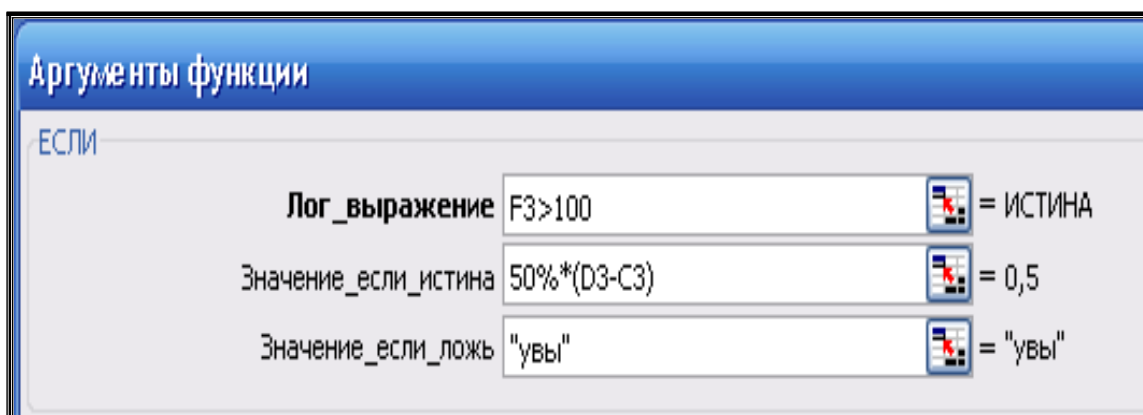 Аргументы функции
ЕСЛИ
Лог_выражение F3>100 = ИСТИНА
Значение_если_истина 50%*(D3-C3) = 0,5
Значение_если_ложь "увы" = "увы"